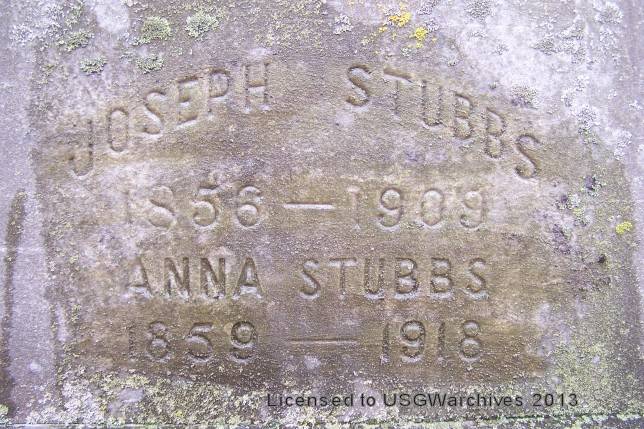 JOSEPH STUBBS
1856 — 1909
ANNA STUBBS
1859 — 1918
Licensed to USGWarchives 2013